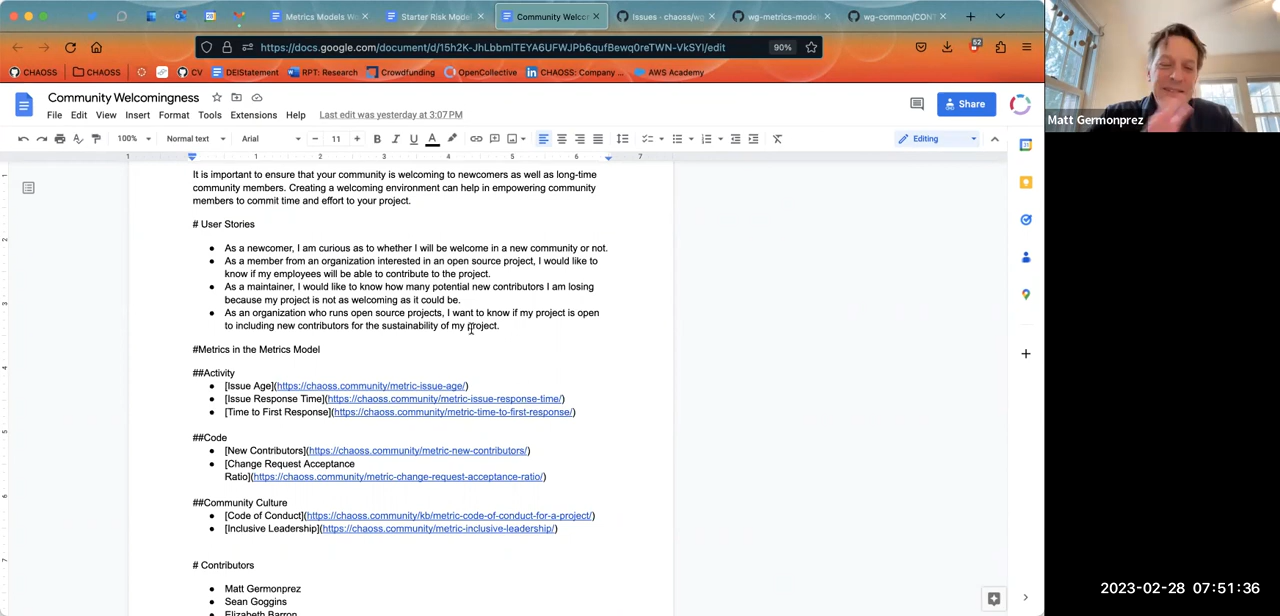 Metrics Models Wo
Starter Risk Model
Community Welco
Issues · chaoss/wg
wg-metrics-model
wg-common/CONT
https://docs.google.com/document/d/15h2K-JhLbbmlTEYA6UFWJPb6qufBewq0reTWN-VkSYI/edit
90%
CHAOSS
CHAOSS
CV
DEIStatement
RPT: Research
Crowdfunding
OpenCollective
CHAOSS: Company ...
AWS Academy
Community Welcomingness
File Edit View Insert Format Tools Extensions Help
Last edit was yesterday at 3:07 PM
Share
100%
Normal text
Arial
11
Editing
It is important to ensure that your community is welcoming to newcomers as well as long-time
community members. Creating a welcoming environment can help in empowering community
members to commit time and effort to your project.
# User Stories
● As a newcomer, I am curious as to whether I will be welcome in a new community or not.
● As a member from an organization interested in an open source project, I would like to
know if my employees will be able to contribute to the project.
● As a maintainer, I would like to know how many potential new contributors I am losing
because my project is not as welcoming as it could be.
● As an organization who runs open source projects, I want to know if my project is open
to including new contributors for the sustainability of my project.
#Metrics in the Metrics Model
##Activity
● [Issue Age](https://chaoss.community/metric-issue-age/)
● [Issue Response Time](https://chaoss.community/metric-issue-response-time/)
● [Time to First Response](https://chaoss.community/metric-time-to-first-response/)
##Code
● [New Contributors](https://chaoss.community/metric-new-contributors/)
● [Change Request Acceptance
Ratio](https://chaoss.community/metric-change-request-acceptance-ratio/)
##Community Culture
● [Code of Conduct](https://chaoss.community/kb/metric-code-of-conduct-for-a-project/)
● [Inclusive Leadership](https://chaoss.community/metric-inclusive-leadership/)
# Contributors
● Matt Germonprez
● Sean Goggins
● Elizabeth Barron
Matt Germonprez
2023-02-28 07:51:36